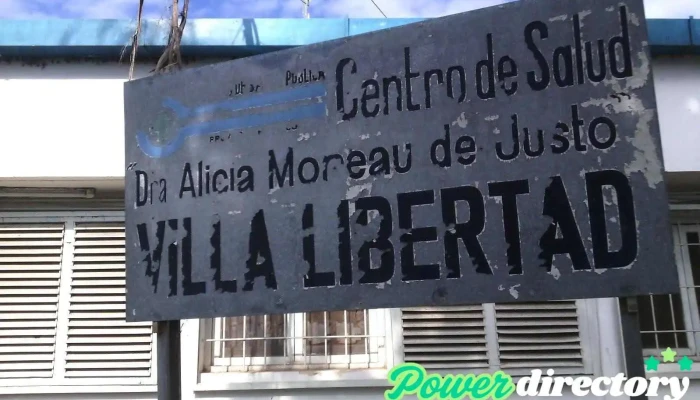 Centro de Salud
"Dra Alicia Moreau de Justo"
VILLA LIBERTAD
Powerdirectory